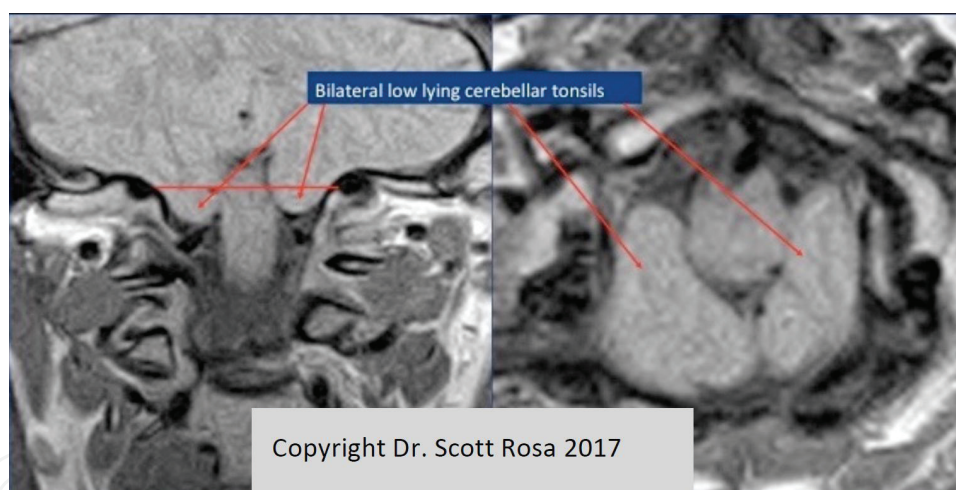 Bilateral low lying cerebellar tonsils
Copyright Dr. Scott Rosa 2017